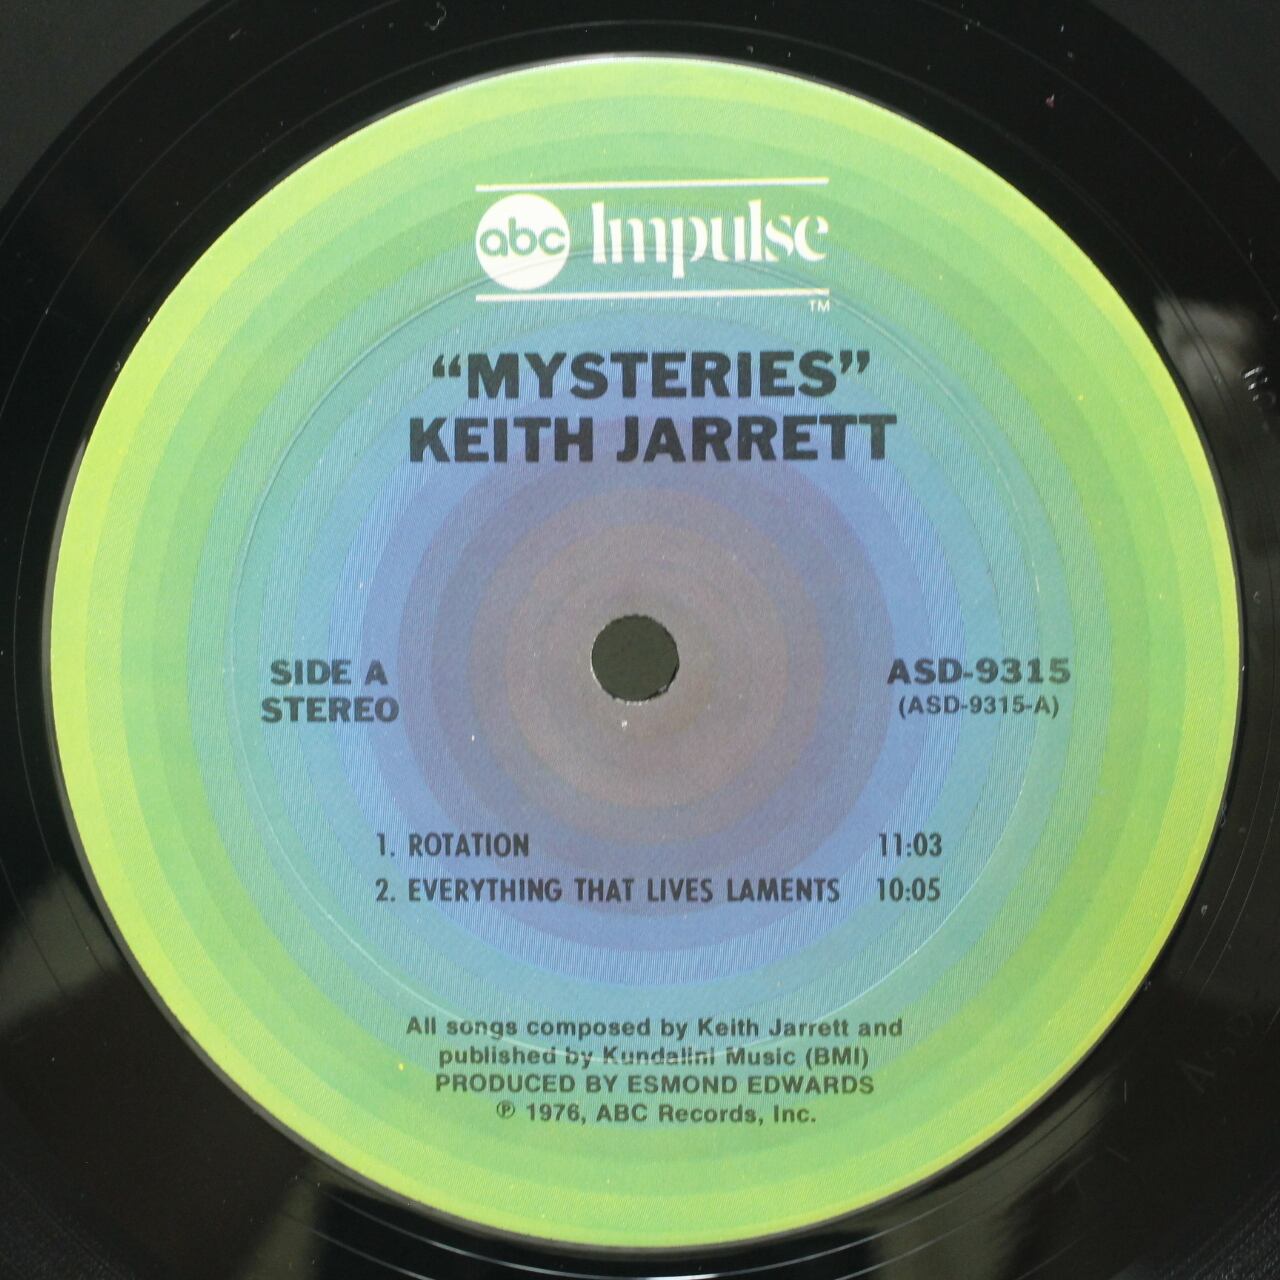 abc Impulse
TM
“MYSTERIES”
KEITH JARRETT
SIDE A
STEREO
ASD-9315
(ASD-9315-A)
1. ROTATION 11:03
2. EVERYTHING THAT LIVES LAMENTS 10:05
All songs composed by Keith Jarrett and
published by Kundalini Music (BMI)
PRODUCED BY ESMOND EDWARDS
℗ 1976, ABC Records, Inc.